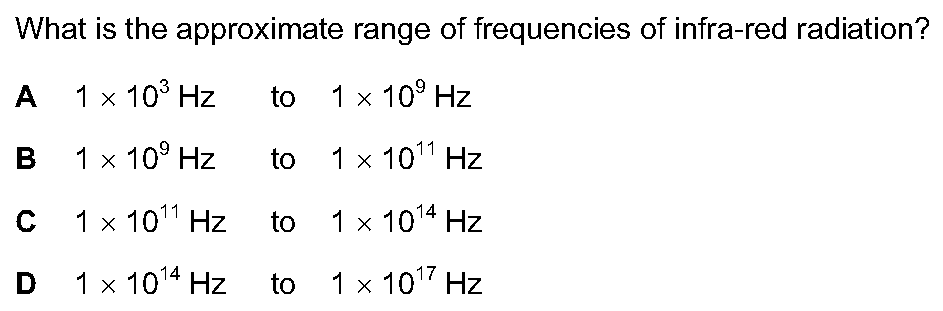 What is the approximate range of frequencies of infra-red radiation?
A 1 × 10³ Hz to 1 × 10⁹ Hz
B 1 × 10⁹ Hz to 1 × 10¹¹ Hz
C 1 × 10¹¹ Hz to 1 × 10¹⁴ Hz
D 1 × 10¹⁴ Hz to 1 × 10¹⁷ Hz